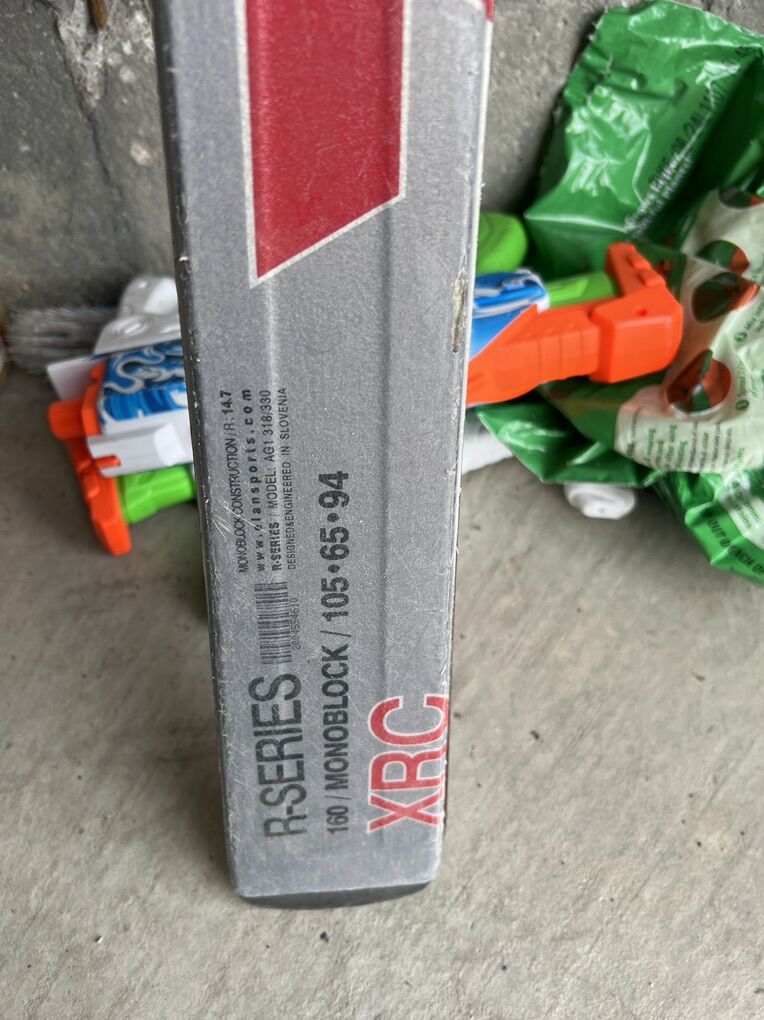 MONOBLOCK CONSTRUCTION / R: 14.7
www.elansports.com
R-SERIES / MODEL: AG1 318/330
DESIGNED&ENGINEERED IN SLOVENIA
R-SERIES
160 / MONOBLOCK / 105•65•94
XRC